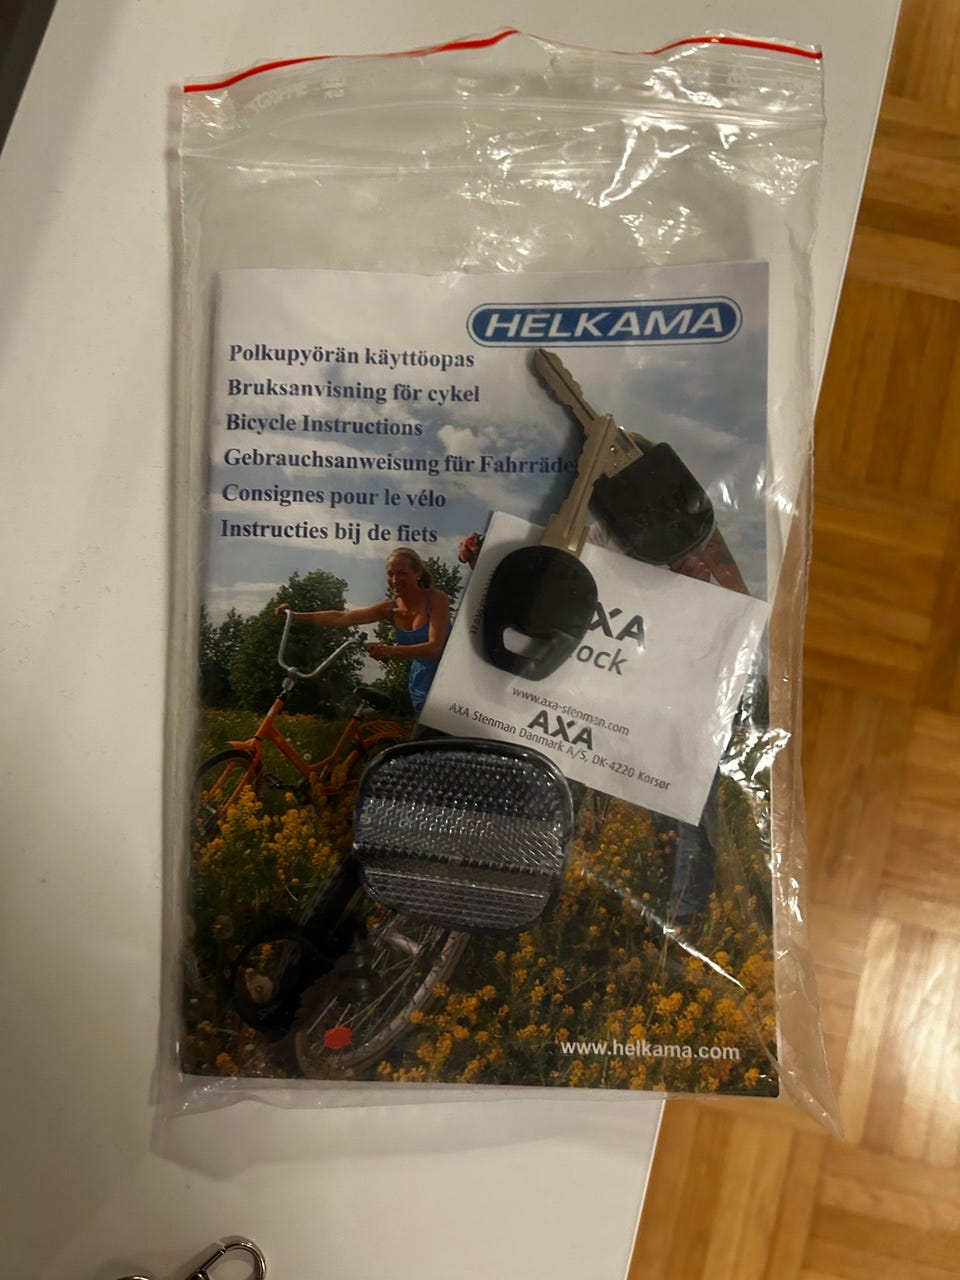 HELKAMA
Polkupyörän käyttöopas
Bruksanvisning för cykel
Bicycle Instructions
Gebrauchsanweisung für Fahrräde
Consignes pour le vélo
Instructies bij de fiets
AXA
ock
www.axa-stenman.com
AXA
AXA Stenman Danmark A/S, DK-4220 Korsør
www.helkama.com